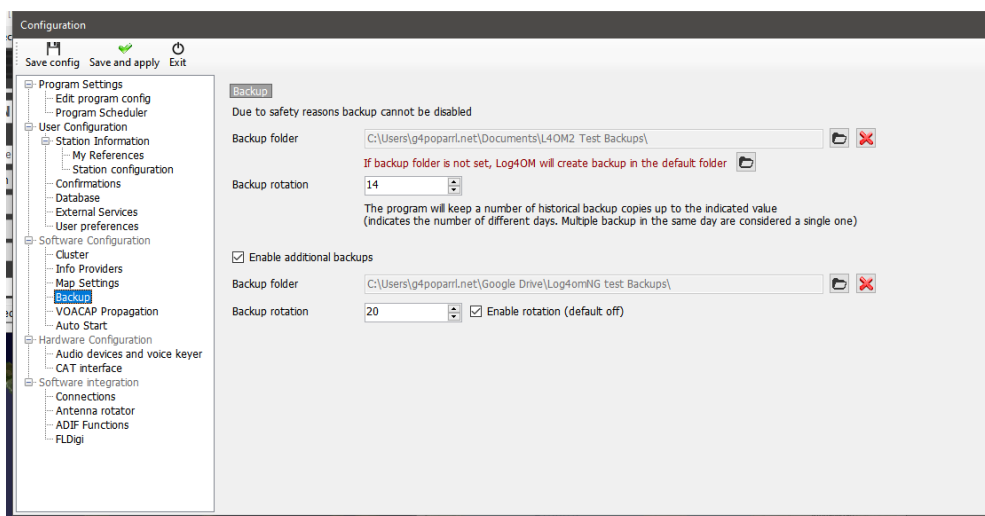 Configuration
Save config Save and apply Exit
Program Settings
Edit program config
Program Scheduler
User Configuration
Station Information
My References
Station configuration
Confirmations
Database
External Services
User preferences
Software Configuration
Cluster
Info Providers
Map Settings
Backup
VOACAP Propagation
Auto Start
Hardware Configuration
Audio devices and voice keyer
CAT interface
Software integration
Connections
Antenna rotator
ADIF Functions
FLDigi
Backup
Due to safety reasons backup cannot be disabled
Backup folder C:\Users\g4poparrl.net\Documents\L4OM2 Test Backups\
If backup folder is not set, Log4OM will create backup in the default folder
Backup rotation 14
The program will keep a number of historical backup copies up to the indicated value
(indicates the number of different days. Multiple backup in the same day are considered a single one)
Enable additional backups
Backup folder C:\Users\g4poparrl.net\Google Drive\Log4omNG test Backups\
Backup rotation 20 Enable rotation (default off)